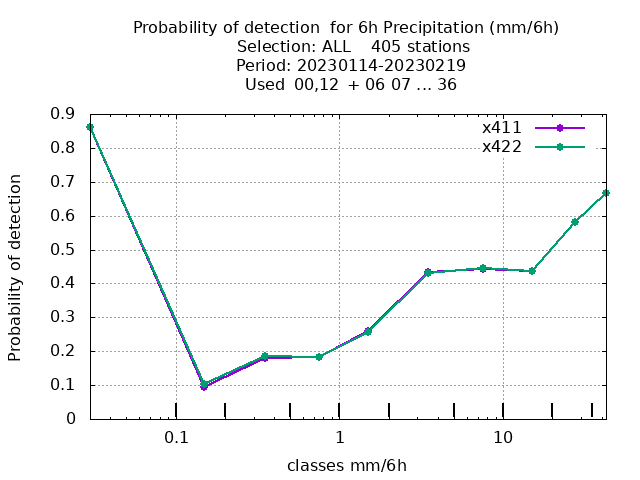 Probability of detection  for 6h Precipitation (mm/6h)
Selection: ALL    405 stations
Period: 20230114-20230219
Used  00,12  + 06 07 ... 36
x411
x422
Probability of detection
0.9
0.8
0.7
0.6
0.5
0.4
0.3
0.2
0.1
0
0.1 1 10
classes mm/6h